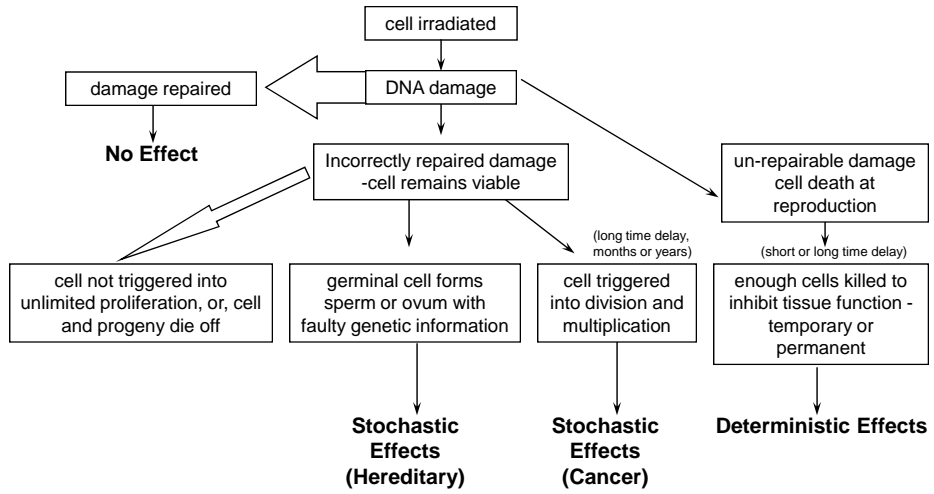 cell irradiated
damage repaired
DNA damage
No Effect
Incorrectly repaired damage
-cell remains viable
un-repairable damage
cell death at
reproduction
(long time delay,
months or years)
(short or long time delay)
cell not triggered into
unlimited proliferation, or, cell
and progeny die off
germinal cell forms
sperm or ovum with
faulty genetic information
cell triggered
into division and
multiplication
enough cells killed to
inhibit tissue function -
temporary or
permanent
Stochastic
Effects
(Hereditary)
Stochastic
Effects
(Cancer)
Deterministic Effects